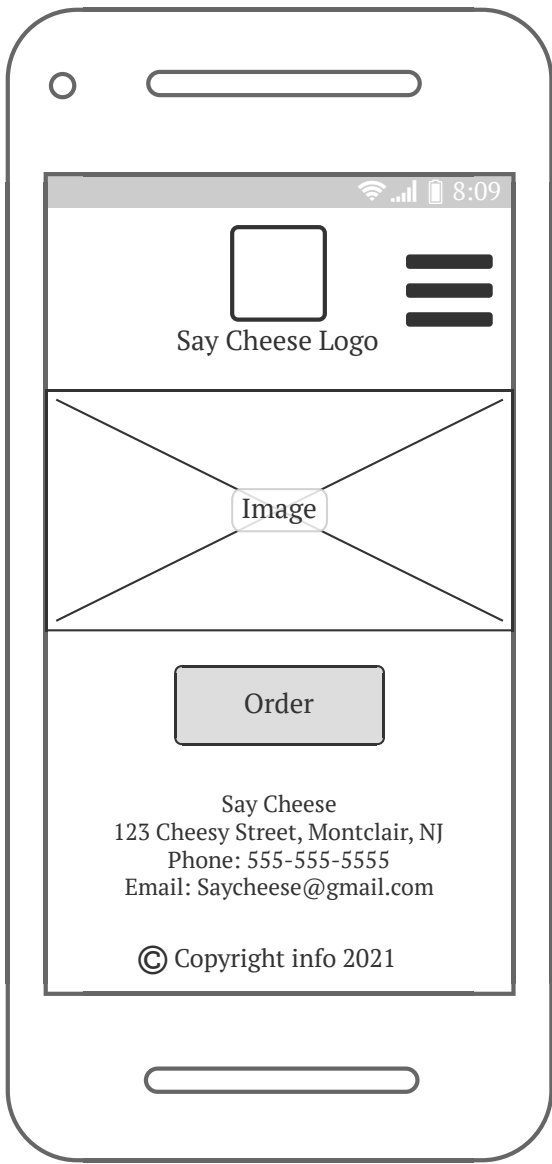 8:09
Say Cheese Logo
Image
Order
Say Cheese
123 Cheesy Street, Montclair, NJ
Phone: 555-555-5555
Email: Saycheese@gmail.com
© Copyright info 2021